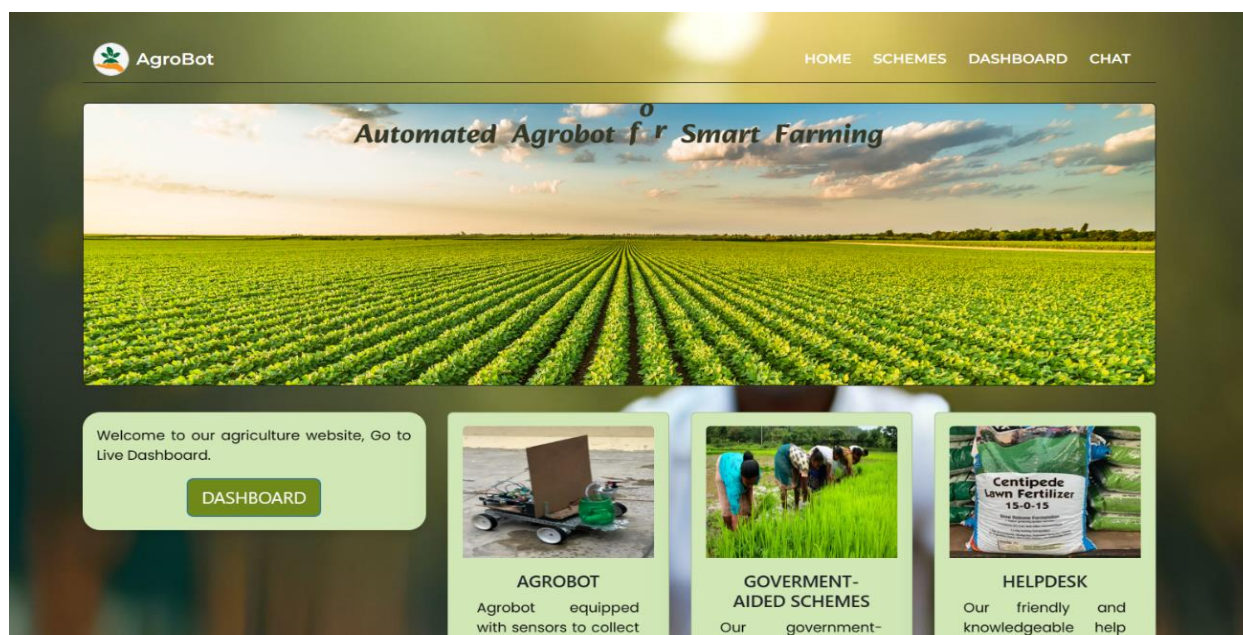 AgroBot
HOME SCHEMES DASHBOARD CHAT
Automated Agrobot for Smart Farming
Welcome to our agriculture website, Go to
Live Dashboard.
DASHBOARD
Centipede
Lawn Fertilizer
15-0-15
AGROBOT
Agrobot equipped
with sensors to collect
GOVERMENT-
AIDED SCHEMES
Our government-
HELPDESK
Our friendly and
knowledgeable help